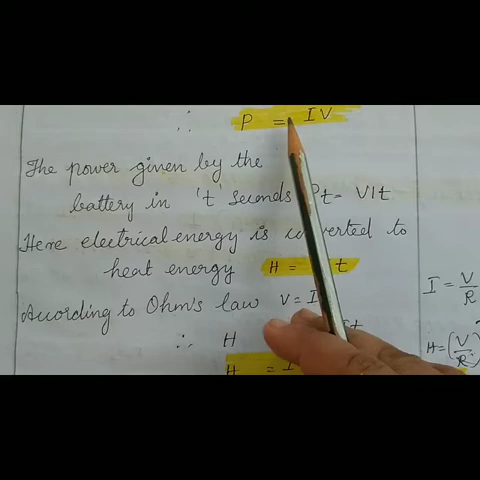 ∴ P = IV
The power given by the
battery in 't' seconds Pt = VIt
Here electrical energy is converted to
heat energy H = t
According to Ohm's law V = I
∴ H t
H = I
I = V/R
H = (V/R